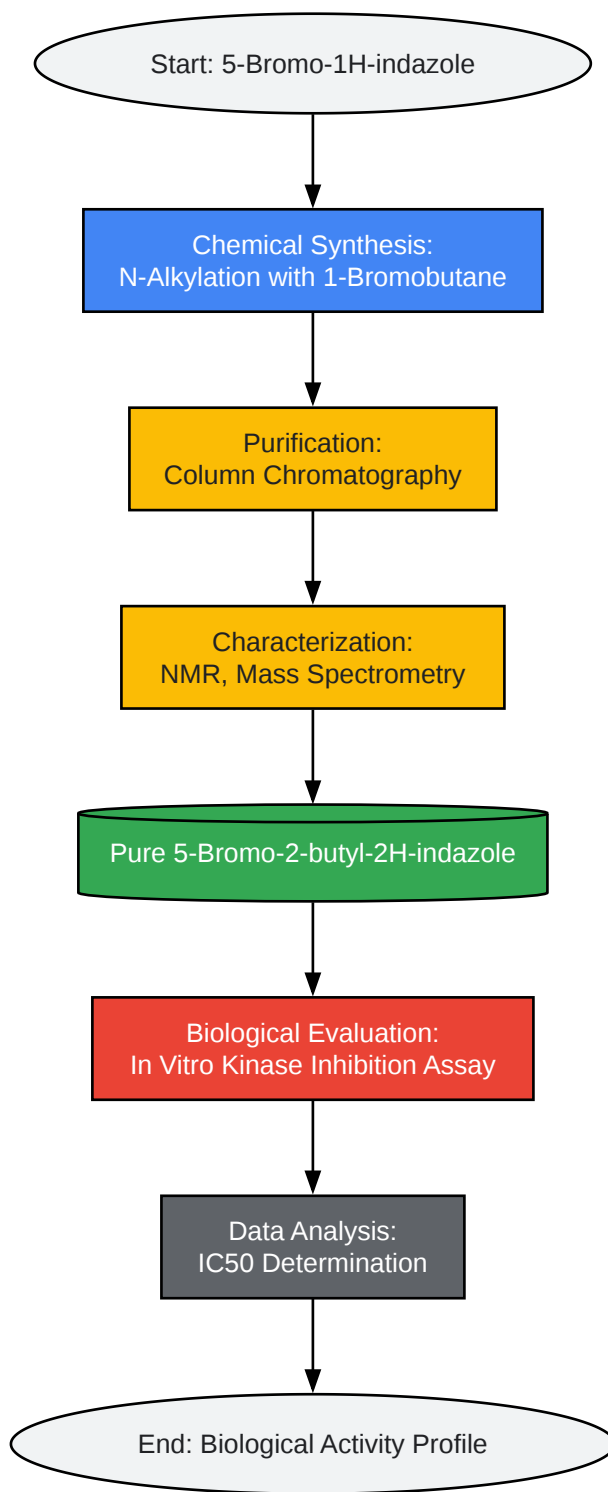 Start: 5-Bromo-1H-indazole
Chemical Synthesis:
N-Alkylation with 1-Bromobutane
Purification:
Column Chromatography
Characterization:
NMR, Mass Spectrometry
Pure 5-Bromo-2-butyl-2H-indazole
Biological Evaluation:
In Vitro Kinase Inhibition Assay
Data Analysis:
IC50 Determination
End: Biological Activity Profile